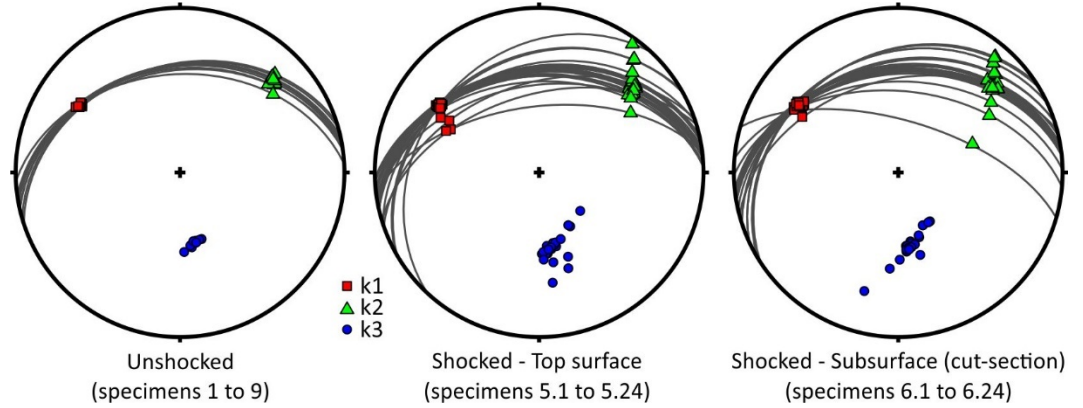 k1
k2
k3
Unshocked
(specimens 1 to 9)
Shocked - Top surface
(specimens 5.1 to 5.24)
Shocked - Subsurface (cut-section)
(specimens 6.1 to 6.24)